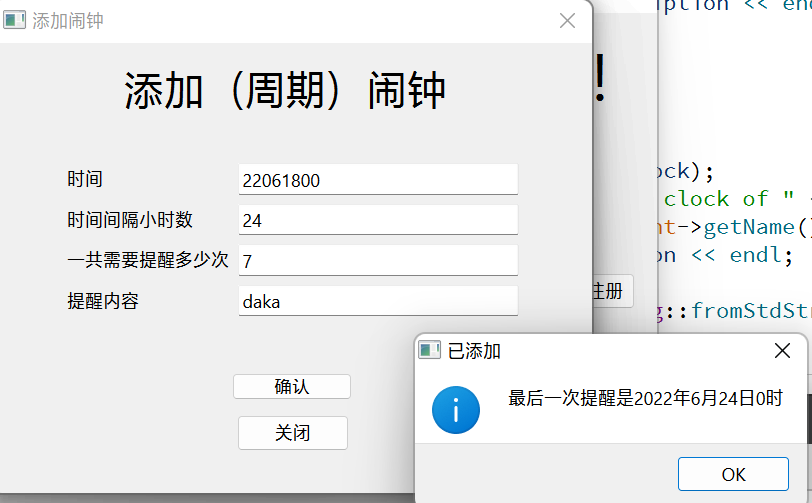 添加闹钟
ption << en
添加（周期）闹钟
!
时间
22061800
ock);
clock of "
时间间隔小时数
24
nt->getName()
一共需要提醒多少次
7
on << endl;
提醒内容
daka
注册
g::fromStdStr
已添加
确认
最后一次提醒是2022年6月24日0时
关闭
OK